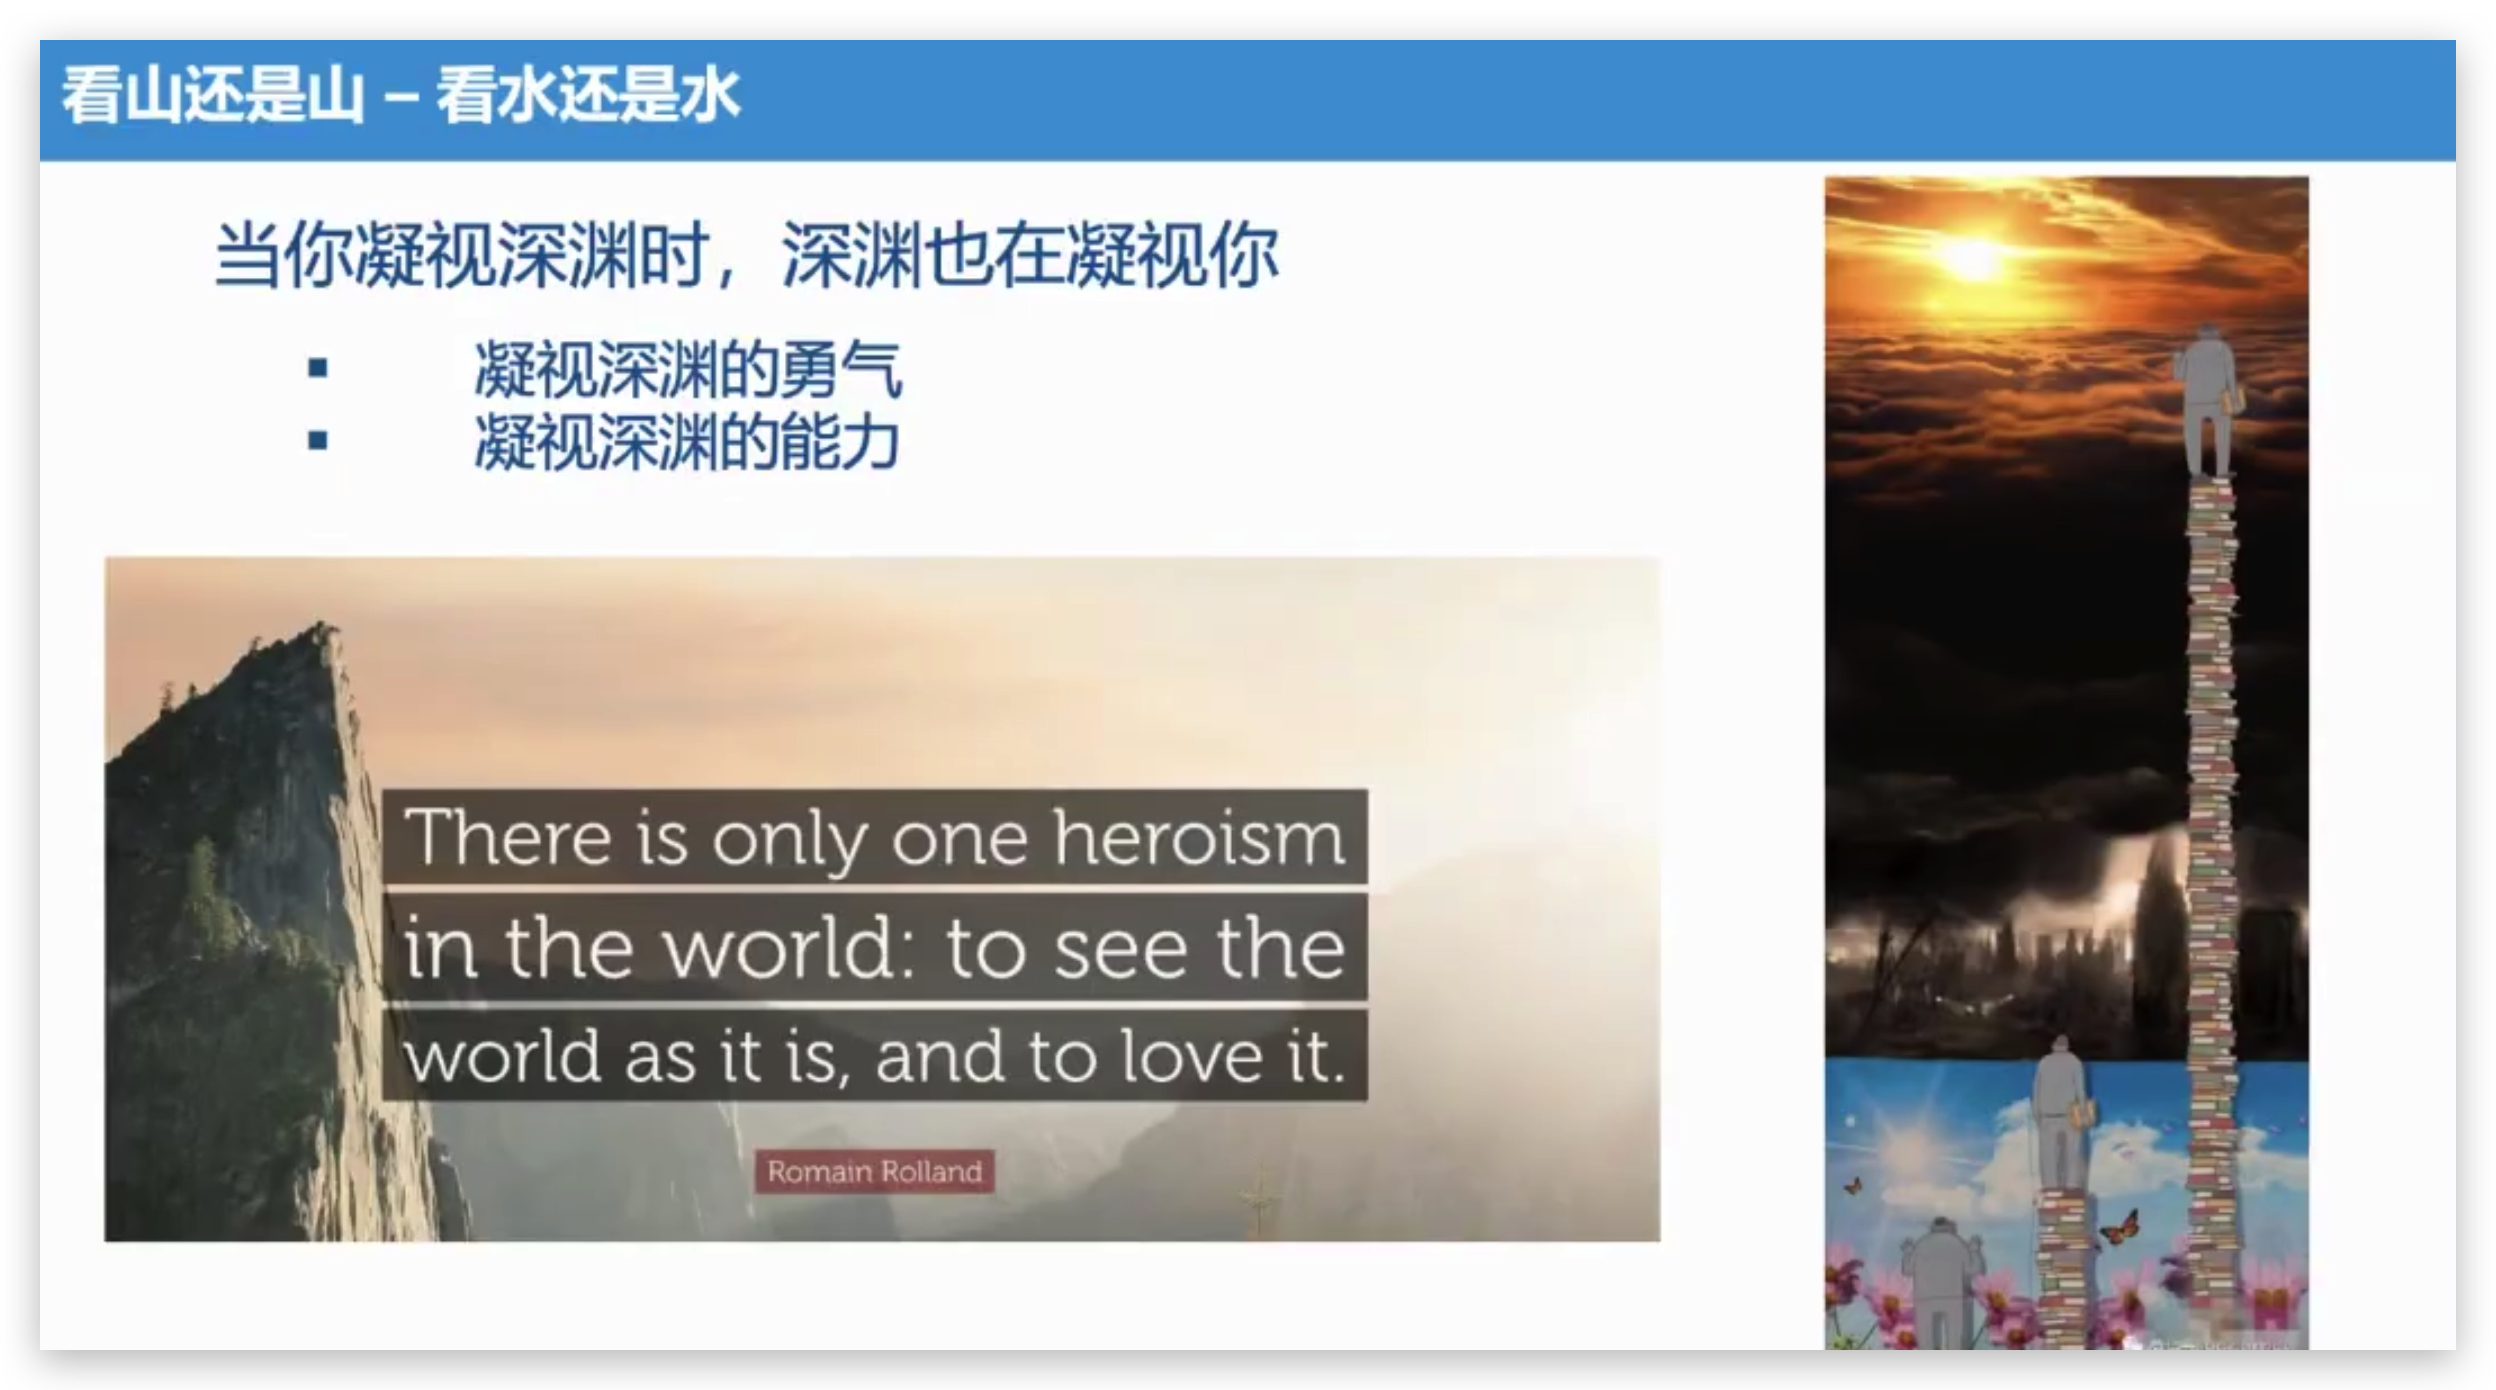 看山还是山 – 看水还是水
当你凝视深渊时，深渊也在凝视你
▪ 凝视深渊的勇气
▪ 凝视深渊的能力
There is only one heroism
in the world: to see the
world as it is, and to love it.
Romain Rolland